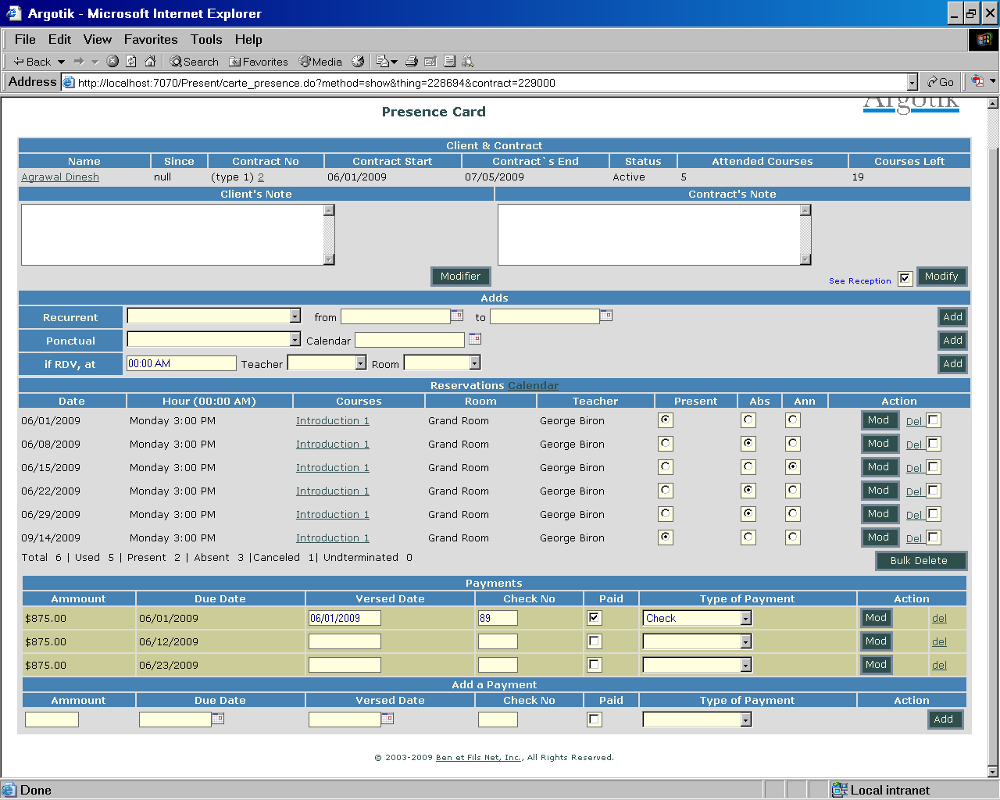 Argotik - Microsoft Internet Explorer
File Edit View Favorites Tools Help
Back Search Favorites Media
Address http://localhost:7070/Present/carte_presence.do?method=show&thing=228694&contract=229000 Go
Argotik
Presence Card
Client & Contract
Name Since Contract No Contract Start Contract`s End Status Attended Courses Courses Left
Agrawal Dinesh null (type 1) 2 06/01/2009 07/05/2009 Active 5 19
Client's Note Contract's Note
Modifier See Reception Modify
Adds
Recurrent from to Add
Ponctual Calendar Add
if RDV, at 00:00 AM Teacher Room Add
Reservations Calendar
Date Hour (00:00 AM) Courses Room Teacher Present Abs Ann Action
06/01/2009 Monday 3:00 PM Introduction 1 Grand Room George Biron Mod Del
06/08/2009 Monday 3:00 PM Introduction 1 Grand Room George Biron Mod Del
06/15/2009 Monday 3:00 PM Introduction 1 Grand Room George Biron Mod Del
06/22/2009 Monday 3:00 PM Introduction 1 Grand Room George Biron Mod Del
06/29/2009 Monday 3:00 PM Introduction 1 Grand Room George Biron Mod Del
09/14/2009 Monday 3:00 PM Introduction 1 Grand Room George Biron Mod Del
Total 6 | Used 5 | Present 2 | Absent 3 |Canceled 1| Undterminated 0
Bulk Delete
Payments
Ammount Due Date Versed Date Check No Paid Type of Payment Action
$875.00 06/01/2009 06/01/2009 89 Check Mod del
$875.00 06/12/2009 Mod del
$875.00 06/23/2009 Mod del
Add a Payment
Ammount Due Date Versed Date Check No Paid Type of Payment Action
Add
© 2003-2009 Ben et Fils Net, Inc., All Rights Reserved.
Done Local intranet